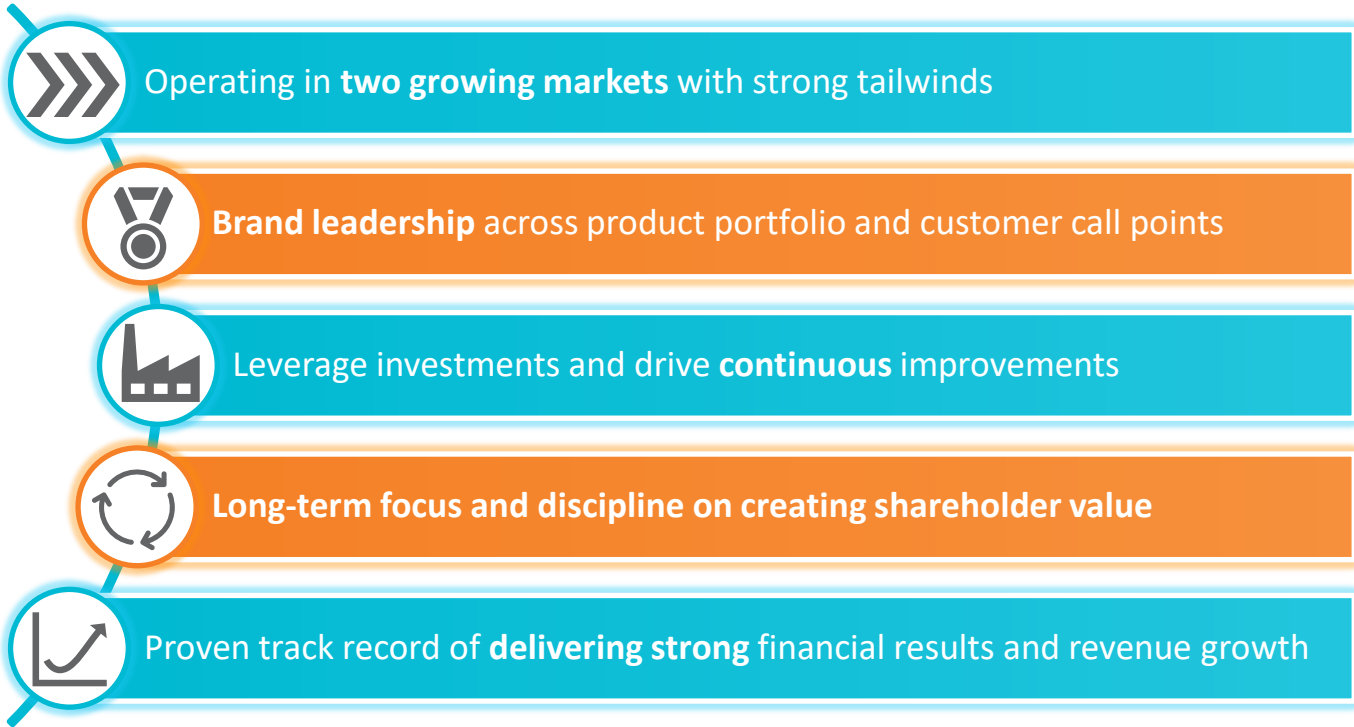 Operating in two growing markets with strong tailwinds
Brand leadership across product portfolio and customer call points
Leverage investments and drive continuous improvements
Long-term focus and discipline on creating shareholder value
Proven track record of delivering strong financial results and revenue growth